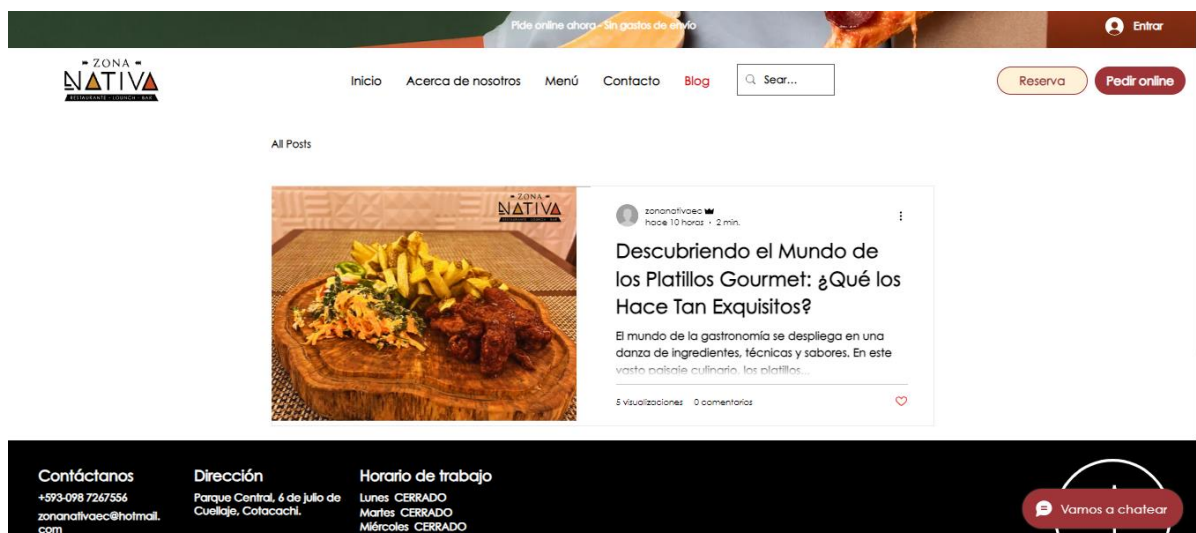 Pide online ahora - Sin gastos de envío
Entrar
ZONA
NATIVA
RESTAURANTE - LOUNCH - BAR
Inicio Acerca de nosotros Menú Contacto Blog Sear... Reserva Pedir online
All Posts
ZONA
NATIVA
zonanativaec
hace 10 horas · 2 min.
Descubriendo el Mundo de
los Platillos Gourmet: ¿Qué los
Hace Tan Exquisitos?
El mundo de la gastronomía se despliega en una
danza de ingredientes, técnicas y sabores. En este
vasto paisaje culinario, los platillos...
5 visualizaciones 0 comentarios
Contáctanos
+593-098 7267556
zonanativaec@hotmail.
com
Dirección
Parque Central, 6 de julio de
Cuellaje, Cotacachi.
Horario de trabajo
Lunes CERRADO
Martes CERRADO
Miércoles CERRADO
Vamos a chatear